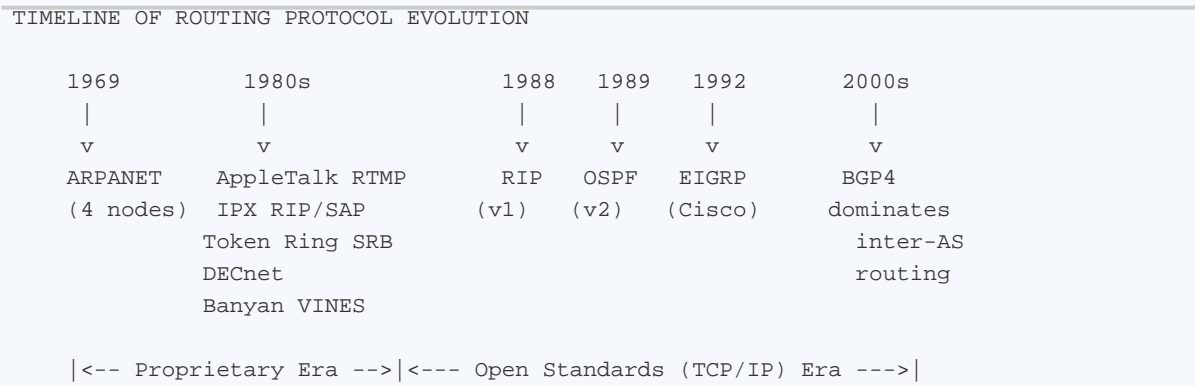 TIMELINE OF ROUTING PROTOCOL EVOLUTION
1969 1980s 1988 1989 1992 2000s
| | | | | |
v v v v v v
ARPANET AppleTalk RTMP RIP OSPF EIGRP BGP4
(4 nodes) IPX RIP/SAP (v1) (v2) (Cisco) dominates
Token Ring SRB inter-AS
DECnet routing
Banyan VINES
|<-- Proprietary Era -->|<--- Open Standards (TCP/IP) Era --->|